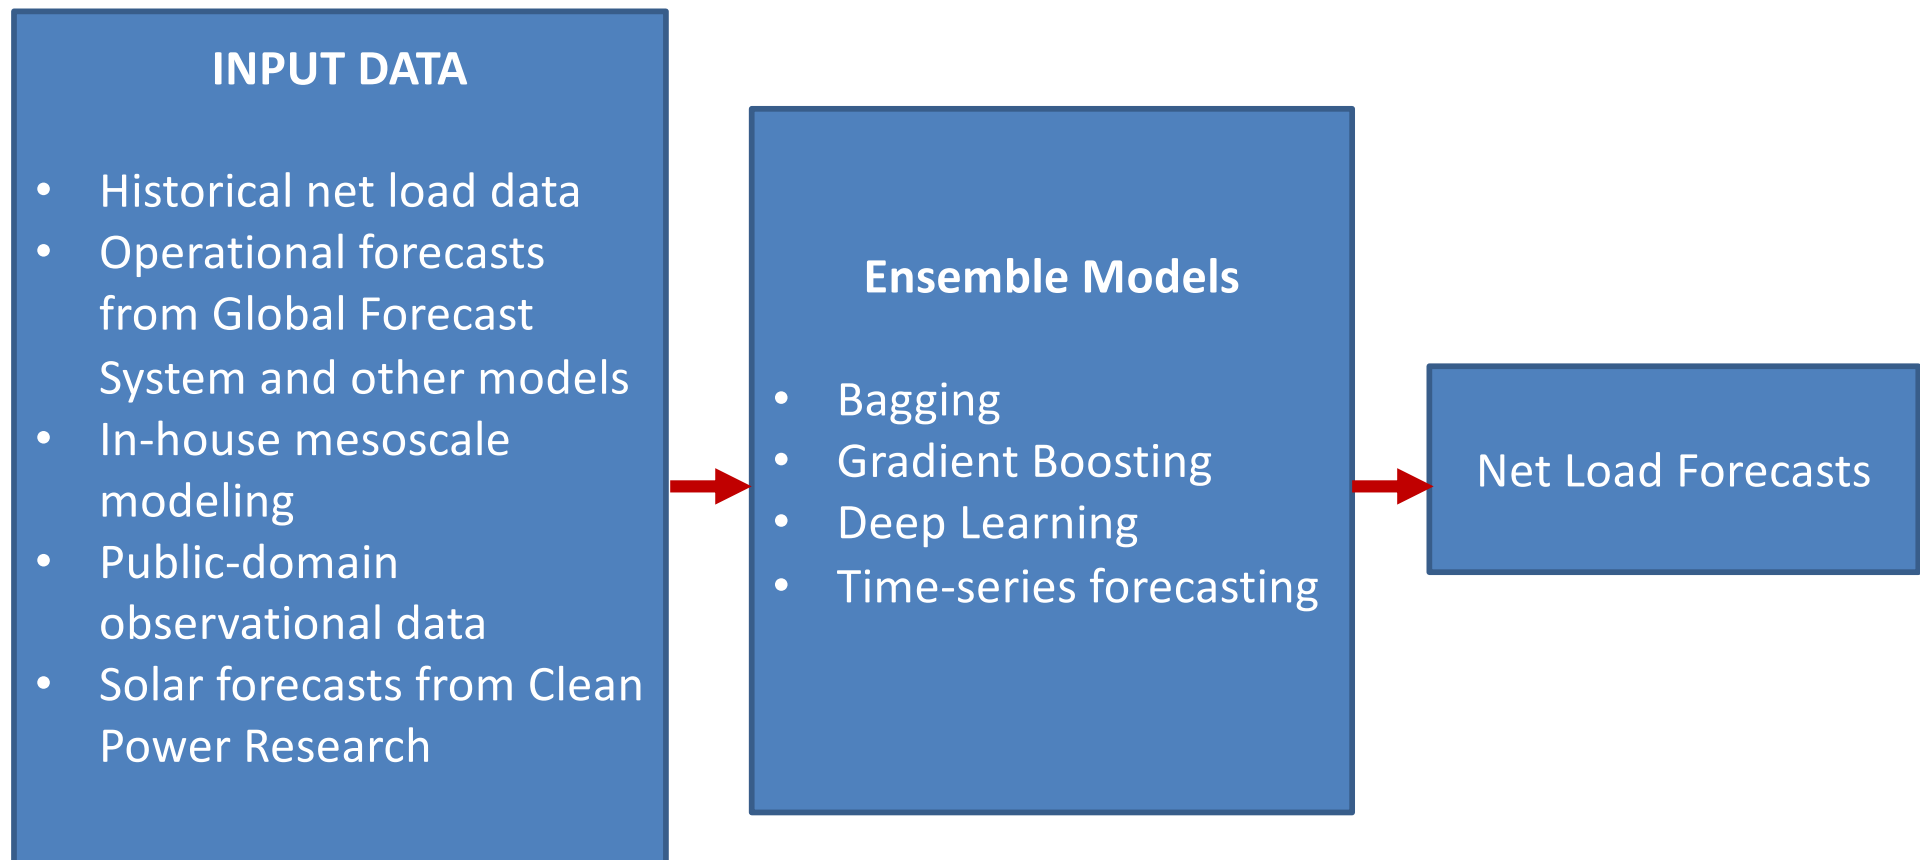 INPUT DATA
• Historical net load data
• Operational forecasts
from Global Forecast
System and other models
• In-house mesoscale
modeling
• Public-domain
observational data
• Solar forecasts from Clean
Power Research
Ensemble Models
• Bagging
• Gradient Boosting
• Deep Learning
• Time-series forecasting
Net Load Forecasts